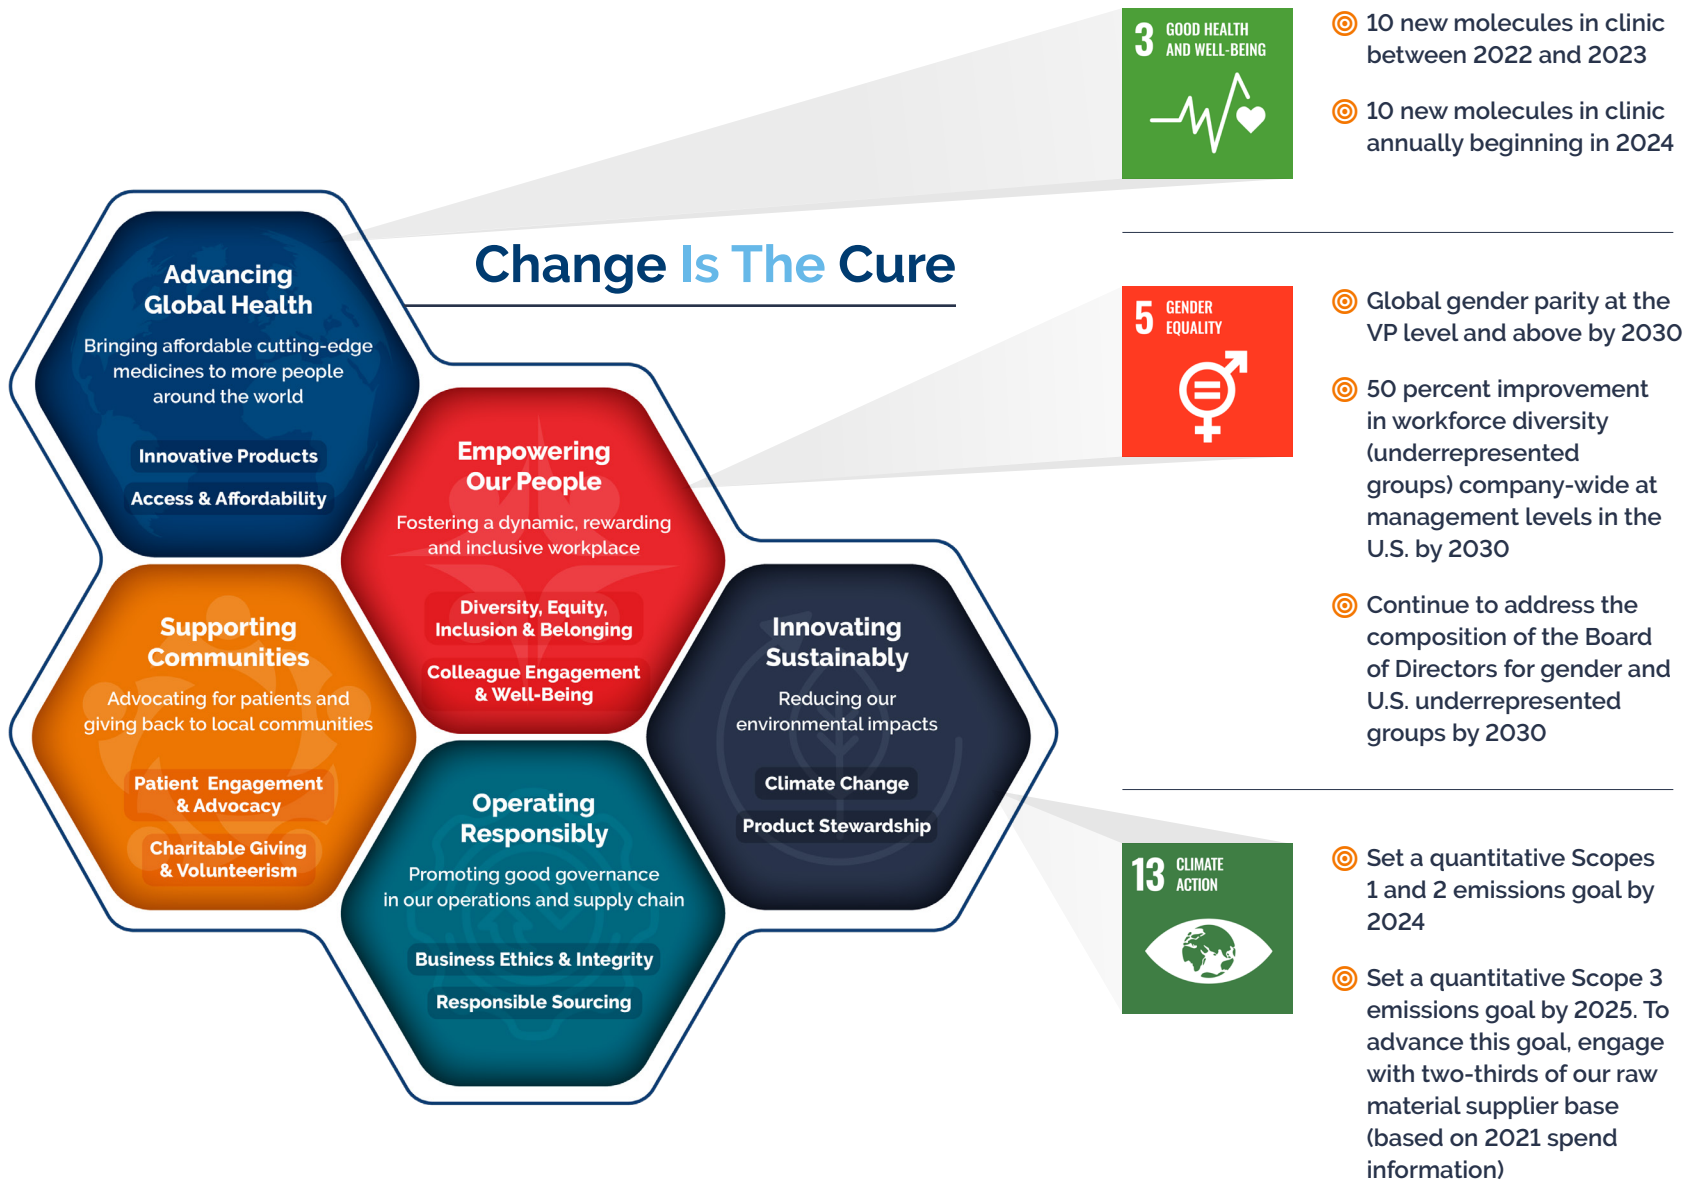 Change Is The Cure
Advancing
Global Health
Bringing affordable cutting-edge
medicines to more people
around the world
Innovative Products
Access & Affordability
Empowering
Our People
Fostering a dynamic, rewarding
and inclusive workplace
Diversity, Equity,
Inclusion & Belonging
Colleague Engagement
& Well-Being
Supporting
Communities
Advocating for patients and
giving back to local communities
Patient Engagement
& Advocacy
Charitable Giving
& Volunteerism
Innovating
Sustainably
Reducing our
environmental impacts
Climate Change
Product Stewardship
Operating
Responsibly
Promoting good governance
in our operations and supply chain
Business Ethics & Integrity
Responsible Sourcing
3 GOOD HEALTH
AND WELL-BEING
10 new molecules in clinic
between 2022 and 2023
10 new molecules in clinic
annually beginning in 2024
5 GENDER
EQUALITY
Global gender parity at the
VP level and above by 2030
50 percent improvement
in workforce diversity
(underrepresented
groups) company-wide at
management levels in the
U.S. by 2030
Continue to address the
composition of the Board
of Directors for gender and
U.S. underrepresented
groups by 2030
13 CLIMATE
ACTION
Set a quantitative Scopes
1 and 2 emissions goal by
2024
Set a quantitative Scope 3
emissions goal by 2025. To
advance this goal, engage
with two-thirds of our raw
material supplier base
(based on 2021 spend
information)